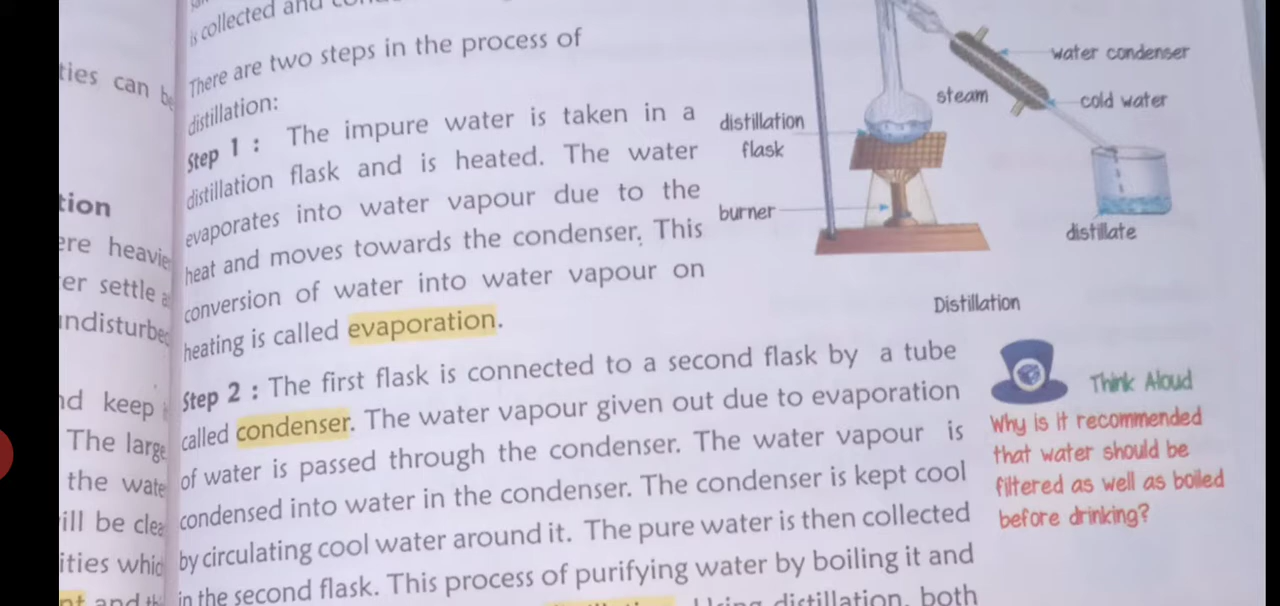 ties can be
tion
ere heavie
er settle
undisturbed
nd keep
The large
the wate
ill be clea
ities whic
nt and th
is collected and
There are two steps in the process of
distillation:
Step 1 : The impure water is taken in a
distillation flask and is heated. The water
evaporates into water vapour due to the
heat and moves towards the condenser. This
conversion of water into water vapour on
heating is called evaporation.
Step 2 : The first flask is connected to a second flask by a tube
called condenser. The water vapour given out due to evaporation
of water is passed through the condenser. The water vapour is
condensed into water in the condenser. The condenser is kept cool
by circulating cool water around it. The pure water is then collected
in the second flask. This process of purifying water by boiling it and
Using distillation, both
water condenser
steam
cold water
distillation
flask
burner
distillate
Distillation
Think Aloud
Why is it recommended
that water should be
filtered as well as boiled
before drinking?